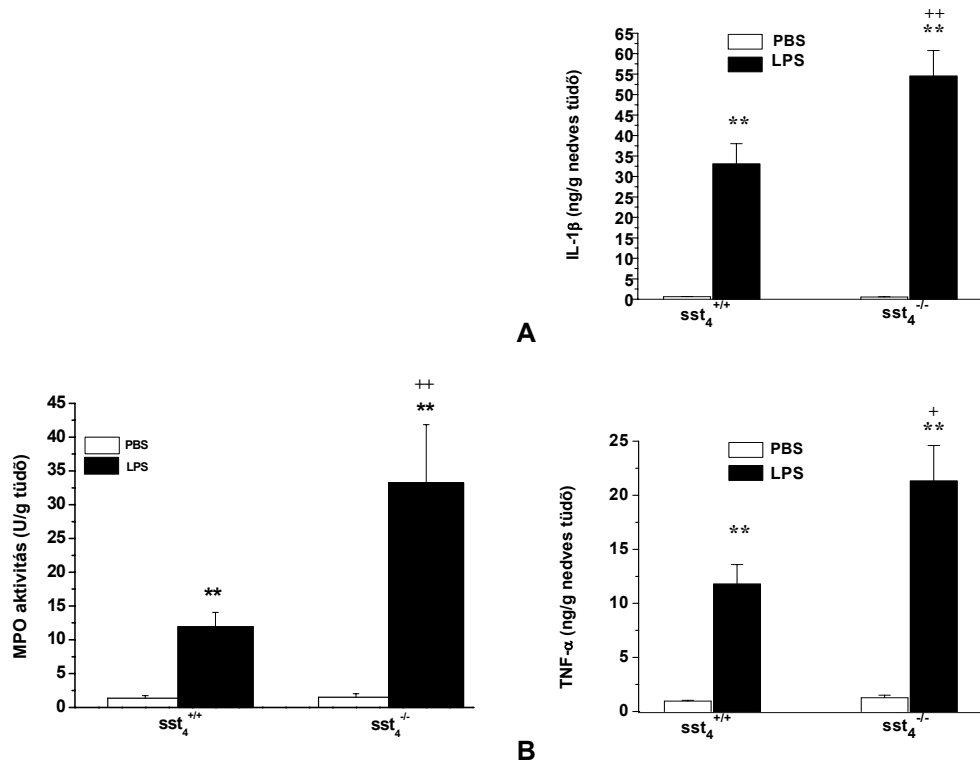 ++
**
**
PBS
LPS
65
60
55
50
45
40
35
30
25
20
15
10
5
0
IL-1β (ng/g nedves tüdő)
sst4+/+ sst4-/-
A
++
**
**
PBS
LPS
45
40
35
30
25
20
15
10
5
0
MPO aktivitás (U/g tüdő)
sst4+/+ sst4-/-
+
**
**
PBS
LPS
25
20
15
10
5
0
TNF-α (ng/g nedves tüdő)
sst4+/+ sst4-/-
B